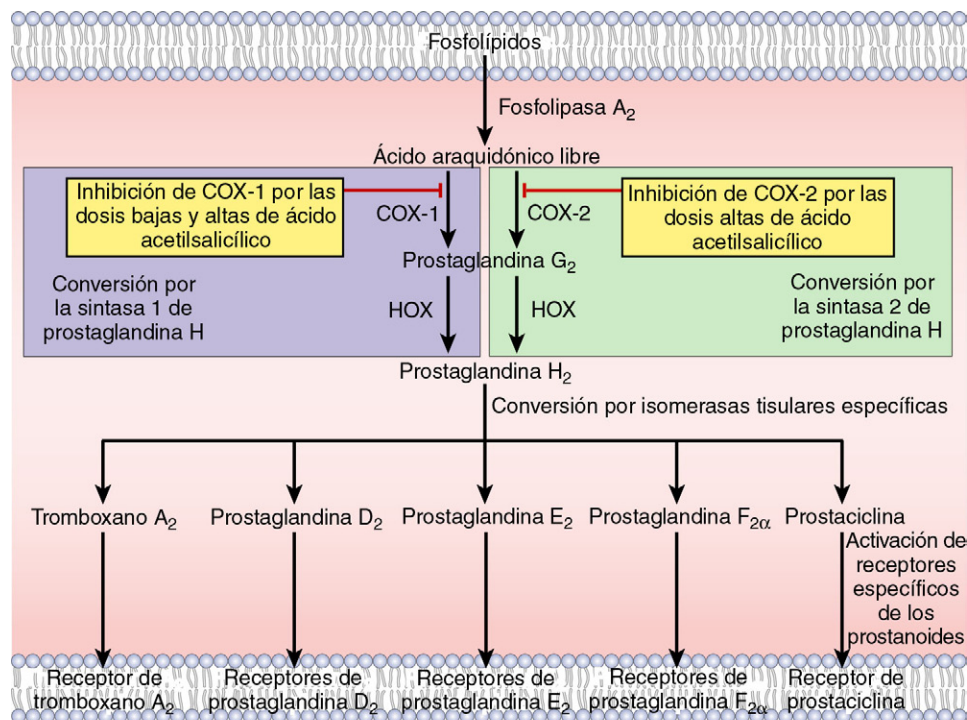 Fosfolípidos
Fosfolipasa A₂
Ácido araquidónico libre
Inhibición de COX-1 por las
dosis bajas y altas de ácido
acetilsalicílico
COX-1
COX-2
Inhibición de COX-2 por las
dosis altas de ácido
acetilsalicílico
Prostaglandina G₂
Conversión por
la sintasa 1 de
prostaglandina H
HOX
HOX
Conversión por
la sintasa 2 de
prostaglandina H
Prostaglandina H₂
Conversión por isomerasas tisulares específicas
Tromboxano A₂
Prostaglandina D₂
Prostaglandina E₂
Prostaglandina F₂α
Prostaciclina
Activación de
receptores
específicos
de los
prostanoides
Receptor de
tromboxano A₂
Receptores de
prostaglandina D₂
Receptores de
prostaglandina E₂
Receptores de
prostaglandina F₂α
Receptor de
prostaciclina